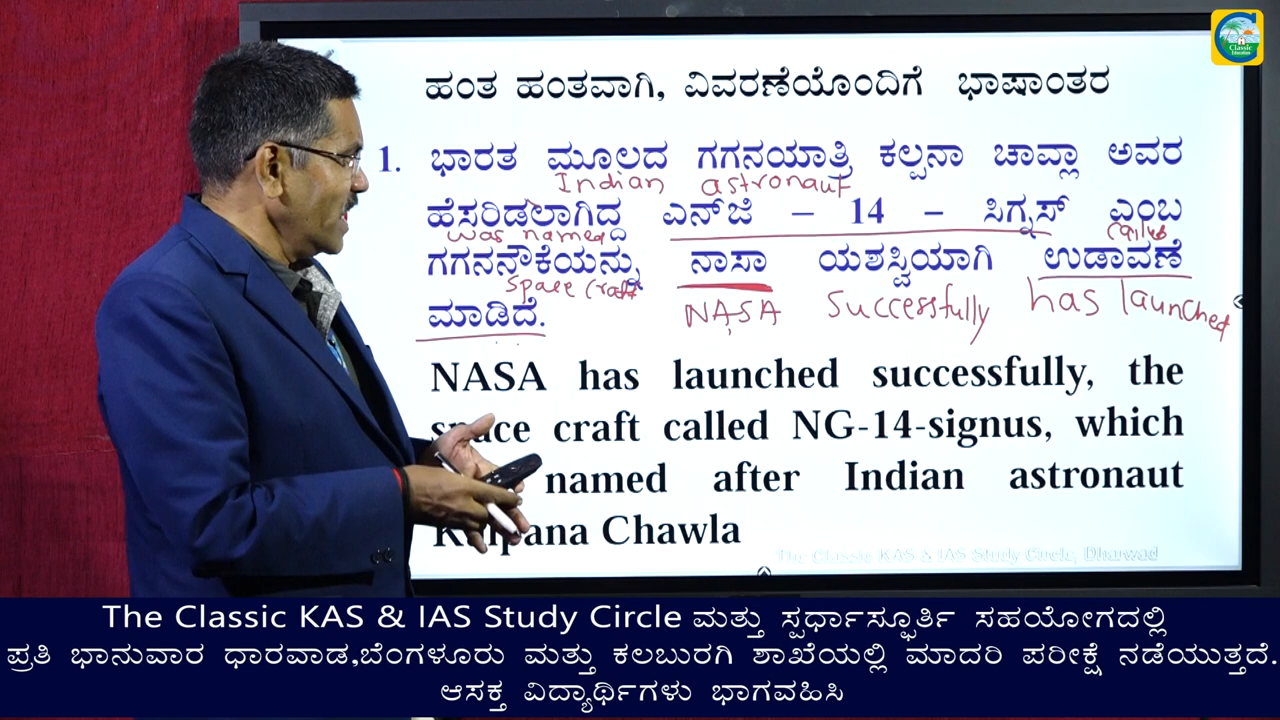 Classic
Education
ಹಂತ ಹಂತವಾಗಿ, ವಿವರಣೆಯೊಂದಿಗೆ ಭಾಷಾಂತರ
1. ಭಾರತ ಮೂಲದ ಗಗನಯಾತ್ರಿ ಕಲ್ಪನಾ ಚಾವ್ಲಾ ಅವರ
Indian astronaut
ಹೆಸರಿಡಲಾಗಿದ್ದ ಎನ್‌ಜಿ – 14 – ಸಿಗ್ನಸ್ ಎಂಬ
was named called
ಗಗನನೌಕೆಯನ್ನು ನಾಸಾ ಯಶಸ್ವಿಯಾಗಿ ಉಡಾವಣೆ
space craft
ಮಾಡಿದೆ. NASA successfully has launched
NASA has launched successfully, the
space craft called NG-14-signus, which
named after Indian astronaut
Kalpana Chawla
The Classic KAS & IAS Study Circle, Dharwad
The Classic KAS & IAS Study Circle ಮತ್ತು ಸ್ಪರ್ಧಾಸ್ಫೂರ್ತಿ ಸಹಯೋಗದಲ್ಲಿ
ಪ್ರತಿ ಭಾನುವಾರ ಧಾರವಾಡ,ಬೆಂಗಳೂರು ಮತ್ತು ಕಲಬುರಗಿ ಶಾಖೆಯಲ್ಲಿ ಮಾದರಿ ಪರೀಕ್ಷೆ ನಡೆಯುತ್ತದೆ.
ಆಸಕ್ತ ವಿದ್ಯಾರ್ಥಿಗಳು ಭಾಗವಹಿಸಿ